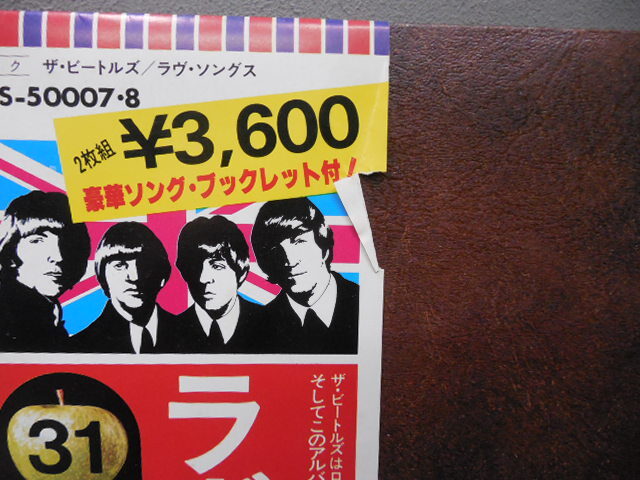 ク ザ・ビートルズ/ラヴ・ソングス
S-50007・8
2枚組 ¥3,600
豪華ソング・ブックレット付!
31
ラ
ザ・ビートルズは
そしてこのアルバ